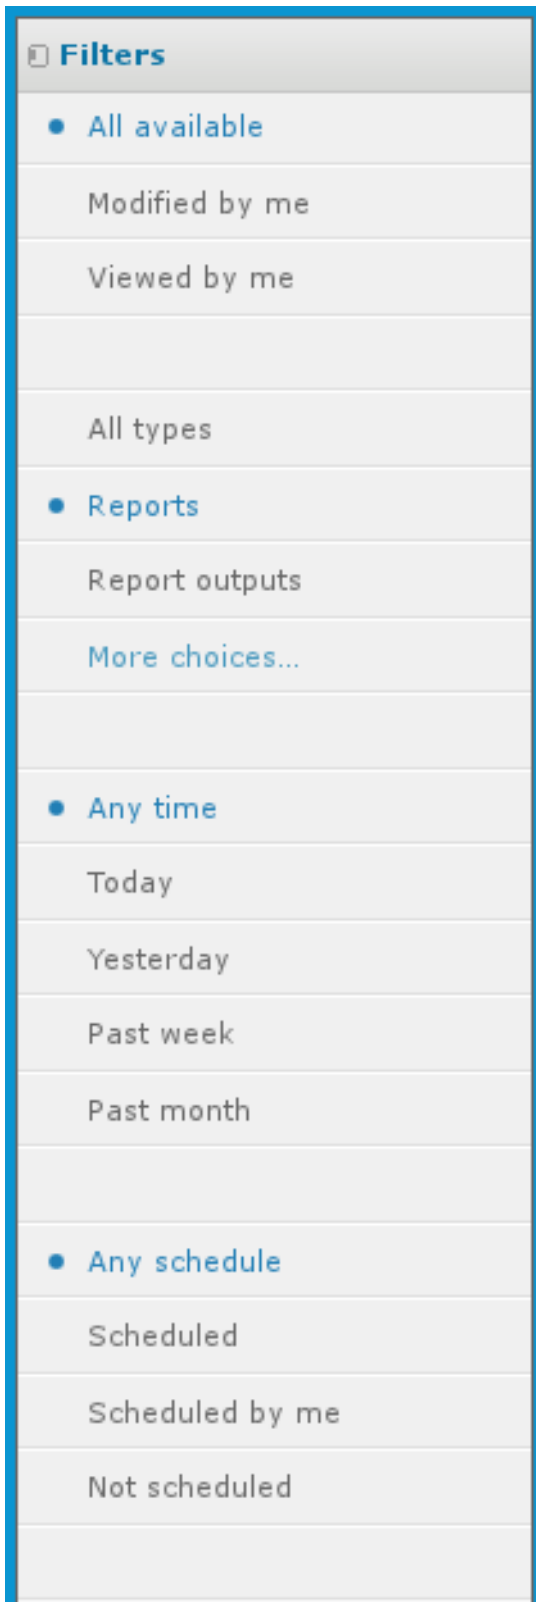 Filters
All available
Modified by me
Viewed by me
All types
Reports
Report outputs
More choices...
Any time
Today
Yesterday
Past week
Past month
Any schedule
Scheduled
Scheduled by me
Not scheduled